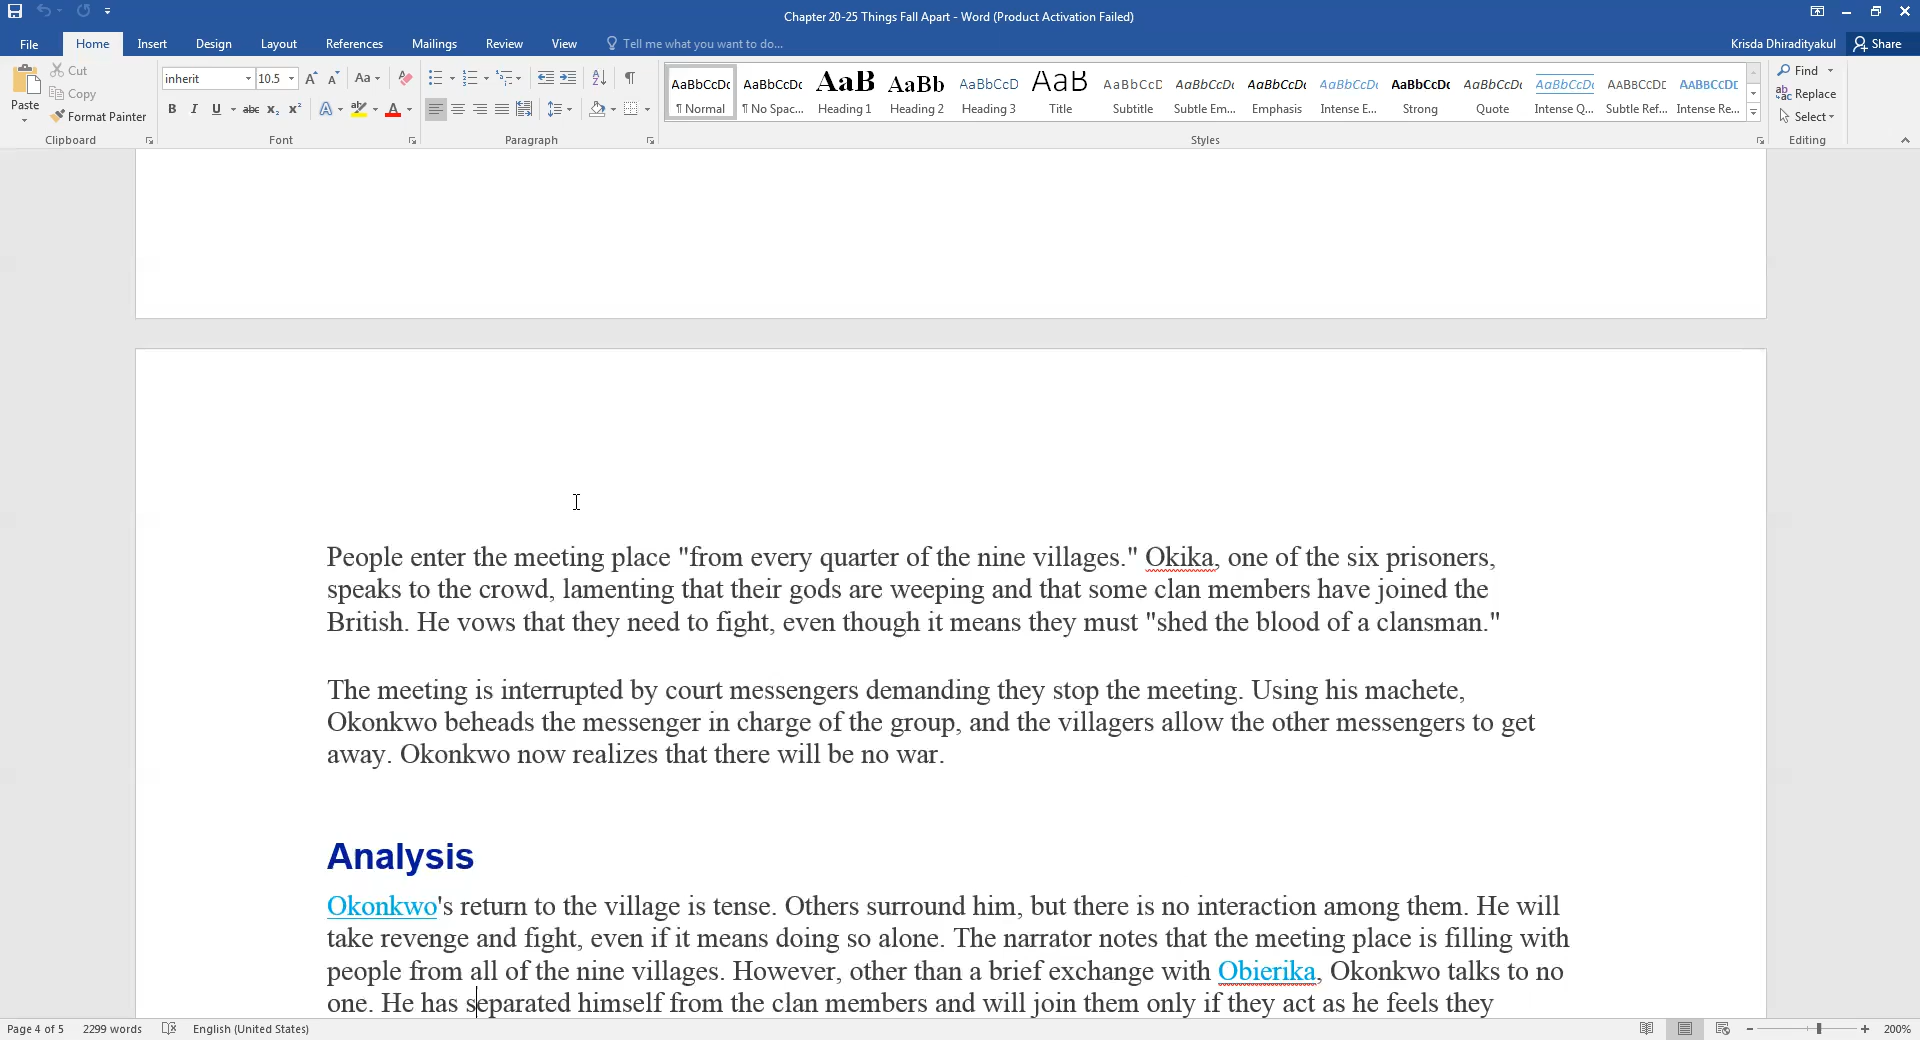 Chapter 20-25 Things Fall Apart - Word (Product Activation Failed)
File Home Insert Design Layout References Mailings Review View Tell me what you want to do... Krisda Dhiradityakul Share
Paste
Cut
Copy
Format Painter
Clipboard
inherit 10.5
Font
Paragraph
AaBbCcDc AaBbCcDc AaB AaBb AaBbCcD AaB AaBbCcD AaBbCcDc AaBbCcDc AaBbCcDc AaBbCcDc AaBbCcDc AaBbCcDc AaBbCcDc AaBbCcDc
¶ Normal ¶ No Spac... Heading 1 Heading 2 Heading 3 Title Subtitle Subtle Em... Emphasis Intense E... Strong Quote Intense Q... Subtle Ref... Intense Re...
Styles
Find
Replace
Select
Editing
People enter the meeting place "from every quarter of the nine villages." Okika, one of the six prisoners,
speaks to the crowd, lamenting that their gods are weeping and that some clan members have joined the
British. He vows that they need to fight, even though it means they must "shed the blood of a clansman."
The meeting is interrupted by court messengers demanding they stop the meeting. Using his machete,
Okonkwo beheads the messenger in charge of the group, and the villagers allow the other messengers to get
away. Okonkwo now realizes that there will be no war.
Analysis
Okonkwo's return to the village is tense. Others surround him, but there is no interaction among them. He will
take revenge and fight, even if it means doing so alone. The narrator notes that the meeting place is filling with
people from all of the nine villages. However, other than a brief exchange with Obierika, Okonkwo talks to no
one. He has separated himself from the clan members and will join them only if they act as he feels they
Page 4 of 5 2299 words English (United States) 200%